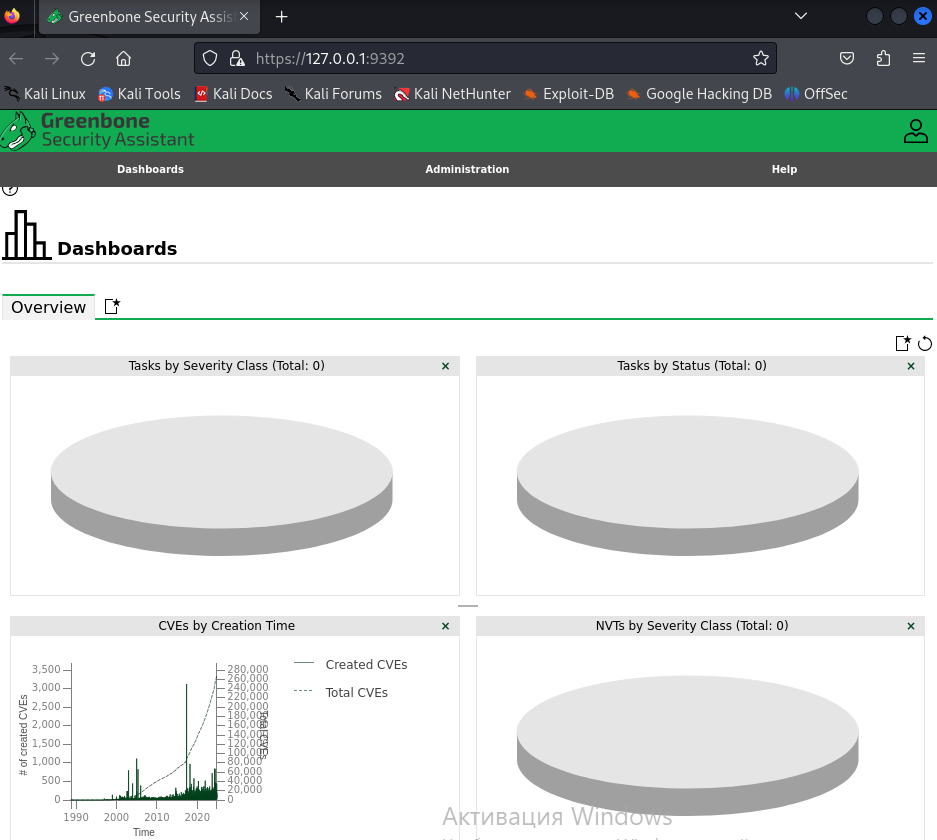 Greenbone Security Assis
https://127.0.0.1:9392
Kali Linux Kali Tools Kali Docs Kali Forums Kali NetHunter Exploit-DB Google Hacking DB OffSec
Greenbone
Security Assistant
Dashboards Administration Help
?
Dashboards
Overview
Tasks by Severity Class (Total: 0) ×
Tasks by Status (Total: 0) ×
CVEs by Creation Time ×
# of created CVEs
3,500
3,000
2,500
2,000
1,500
1,000
500
0
280,000
260,000
240,000
220,000
200,000
180,000
160,000
140,000
120,000
100,000
80,000
60,000
40,000
20,000
0
Total CVEs
1990 2000 2010 2020
Time
Created CVEs
Total CVEs
NVTs by Severity Class (Total: 0) ×
Активация Windows